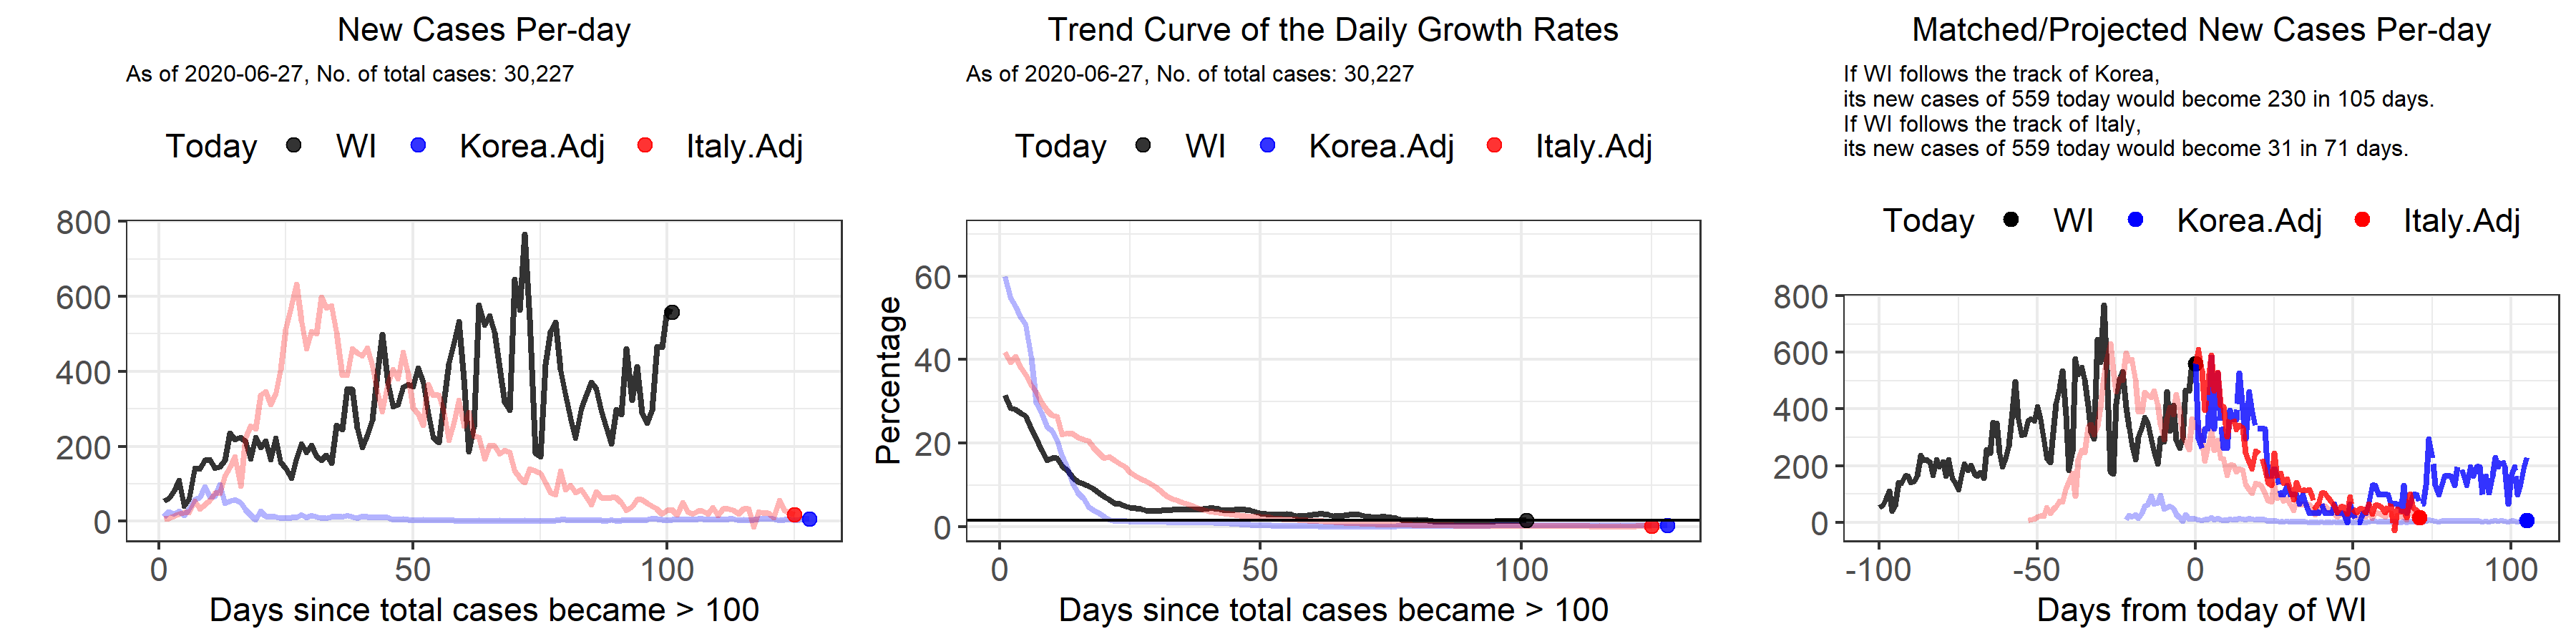 New Cases Per-day
As of 2020-06-27, No. of total cases: 30,227
Today WI Korea.Adj Italy.Adj
800
600
400
200
0
0 50 100
Days since total cases became > 100
Trend Curve of the Daily Growth Rates
As of 2020-06-27, No. of total cases: 30,227
Today WI Korea.Adj Italy.Adj
Percentage
60
40
20
0
0 50 100
Days since total cases became > 100
Matched/Projected New Cases Per-day
If WI follows the track of Korea,
its new cases of 559 today would become 230 in 105 days.
If WI follows the track of Italy,
its new cases of 559 today would become 31 in 71 days.
Today WI Korea.Adj Italy.Adj
800
600
400
200
0
-100 -50 0 50 100
Days from today of WI